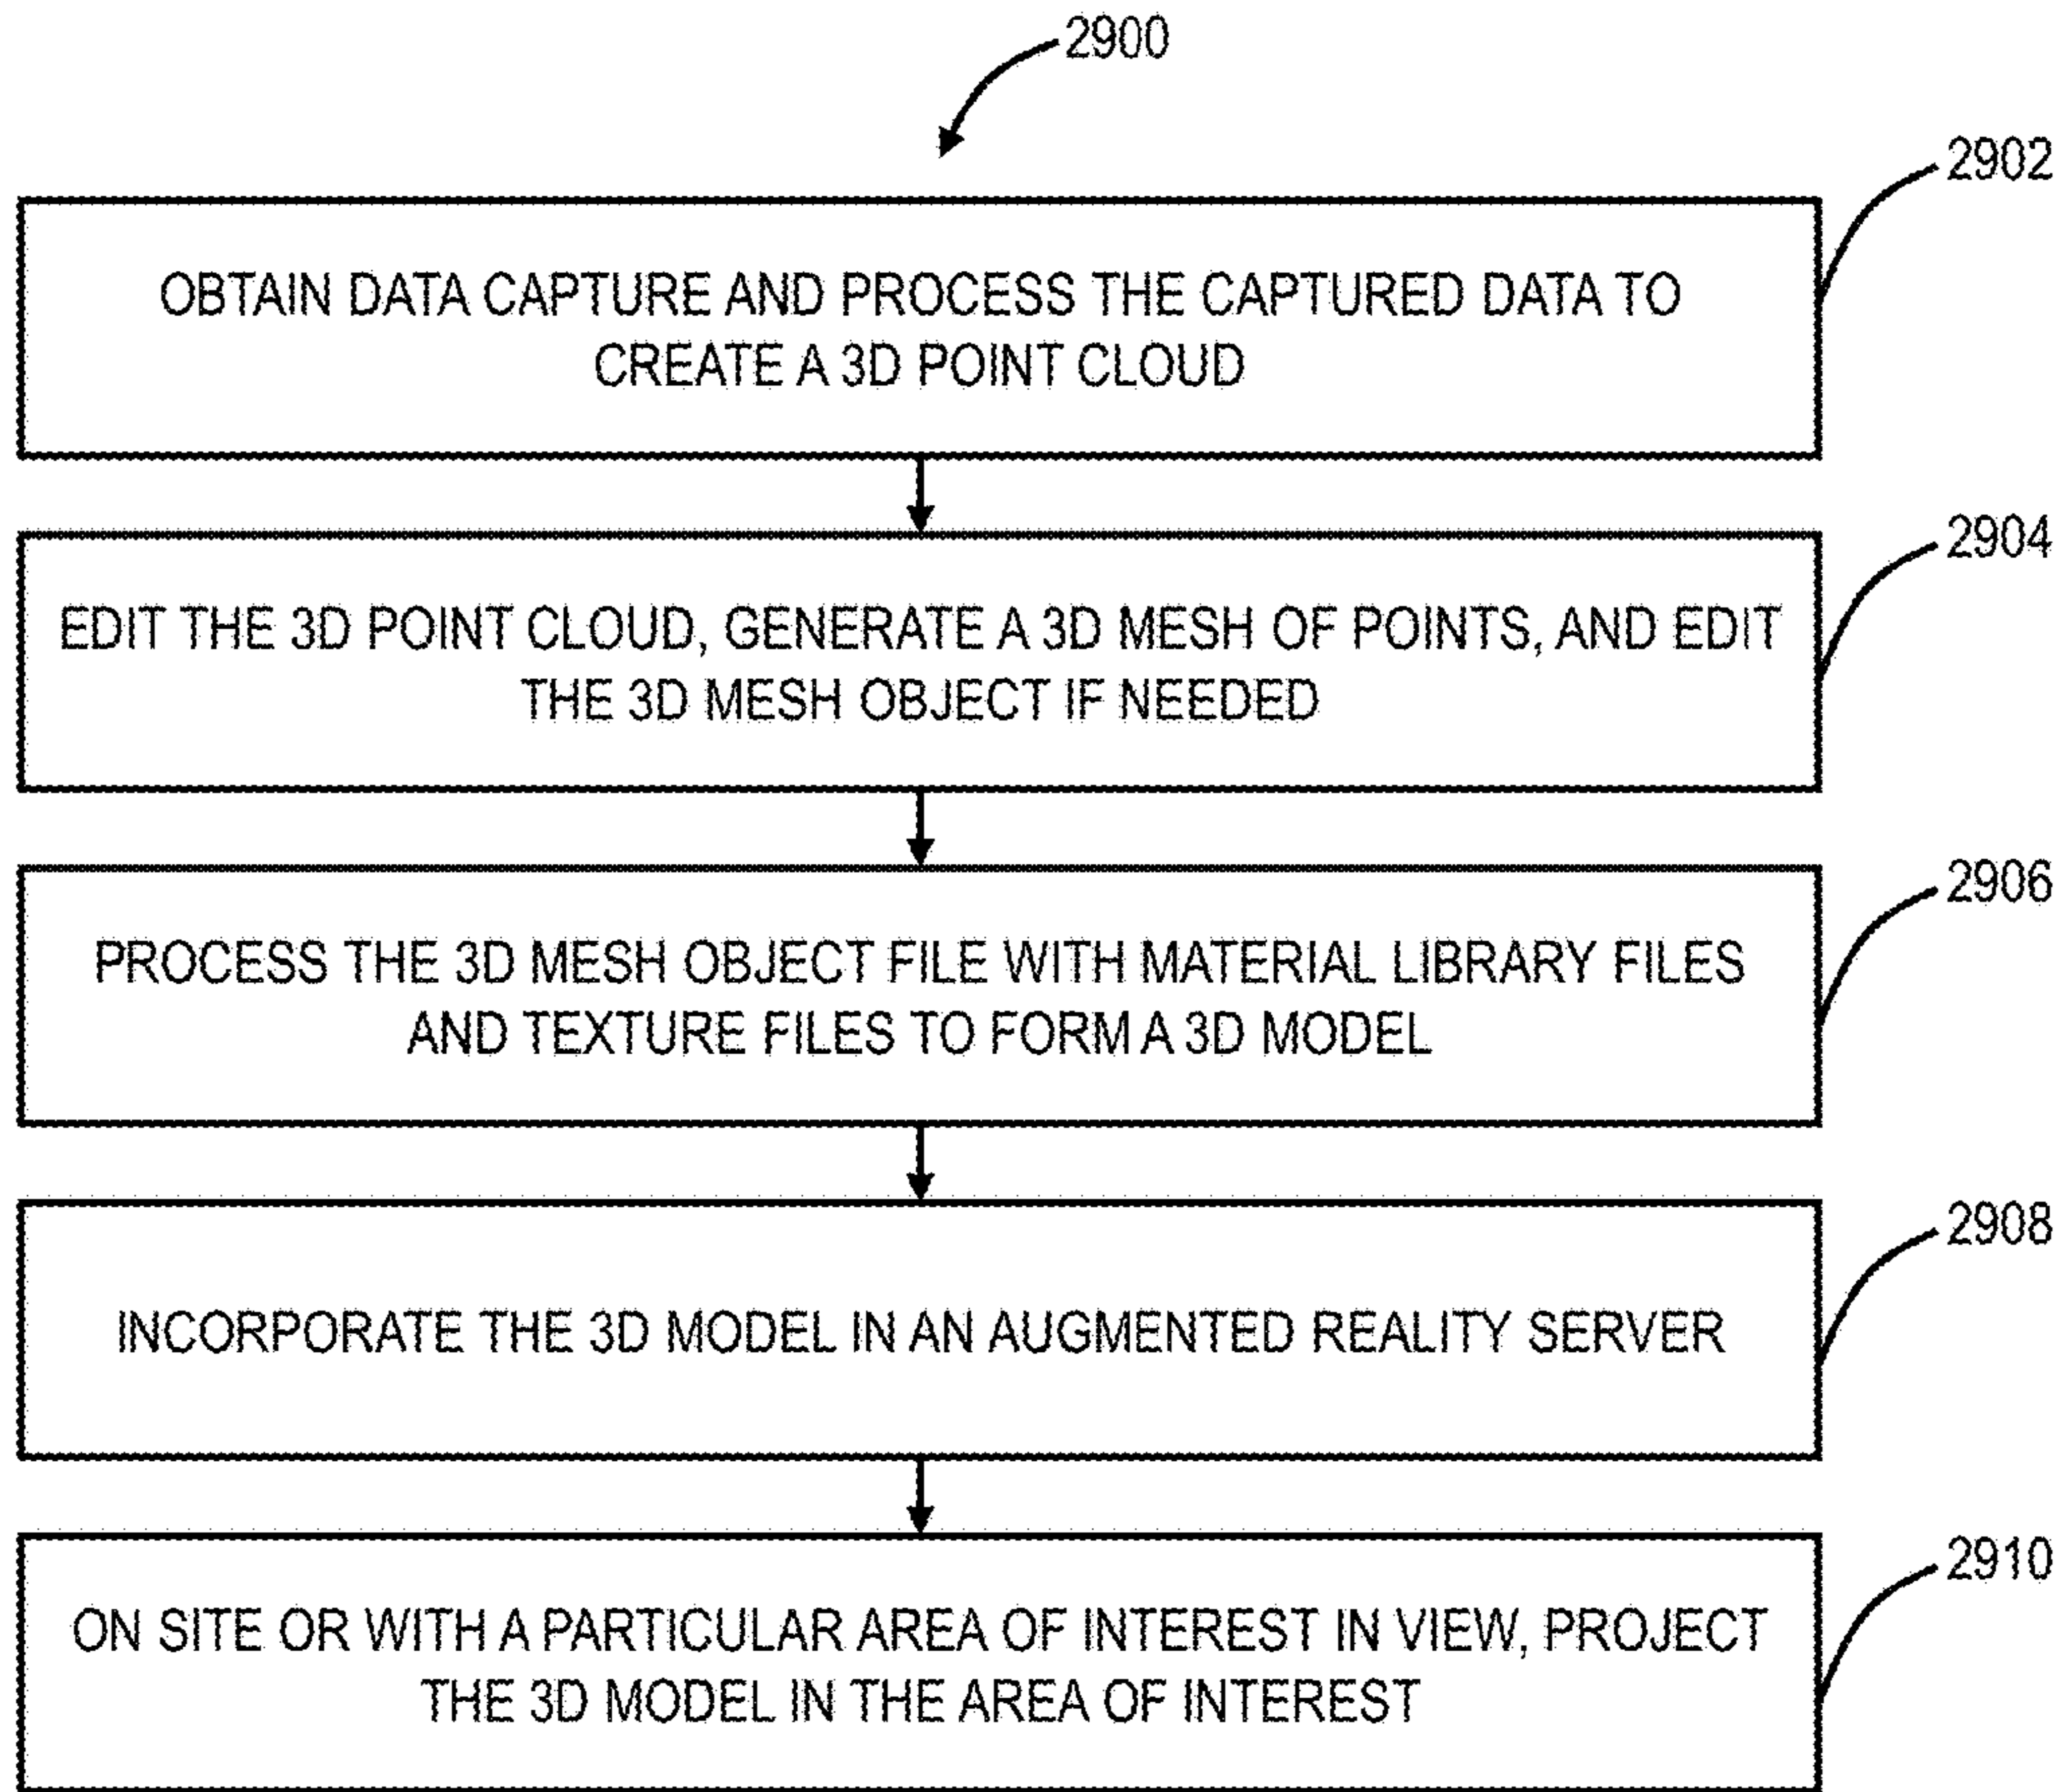 2900
2902
OBTAIN DATA CAPTURE AND PROCESS THE CAPTURED DATA TO
CREATE A 3D POINT CLOUD
2904
EDIT THE 3D POINT CLOUD, GENERATE A 3D MESH OF POINTS, AND EDIT
THE 3D MESH OBJECT IF NEEDED
2906
PROCESS THE 3D MESH OBJECT FILE WITH MATERIAL LIBRARY FILES
AND TEXTURE FILES TO FORM A 3D MODEL
2908
INCORPORATE THE 3D MODEL IN AN AUGMENTED REALITY SERVER
2910
ON SITE OR WITH A PARTICULAR AREA OF INTEREST IN VIEW, PROJECT
THE 3D MODEL IN THE AREA OF INTEREST